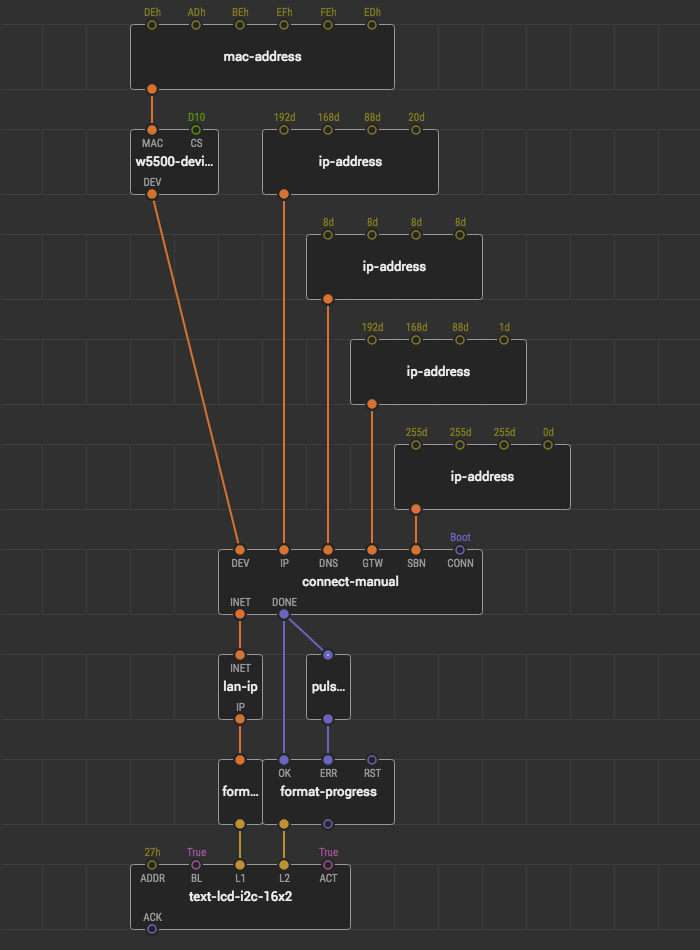 DEh ADh BEh EFh FEh EDh
mac-address
D10 192d 168d 88d 20d
MAC CS
w5500-devi... ip-address
DEV
8d 8d 8d 8d
ip-address
192d 168d 88d 1d
ip-address
255d 255d 255d 0d
ip-address
Boot
DEV IP DNS GTW SBN CONN
connect-manual
INET DONE
INET
lan-ip puls...
IP
OK ERR RST
form... format-progress
27h True True
ADDR BL L1 L2 ACT
text-lcd-i2c-16x2
ACK